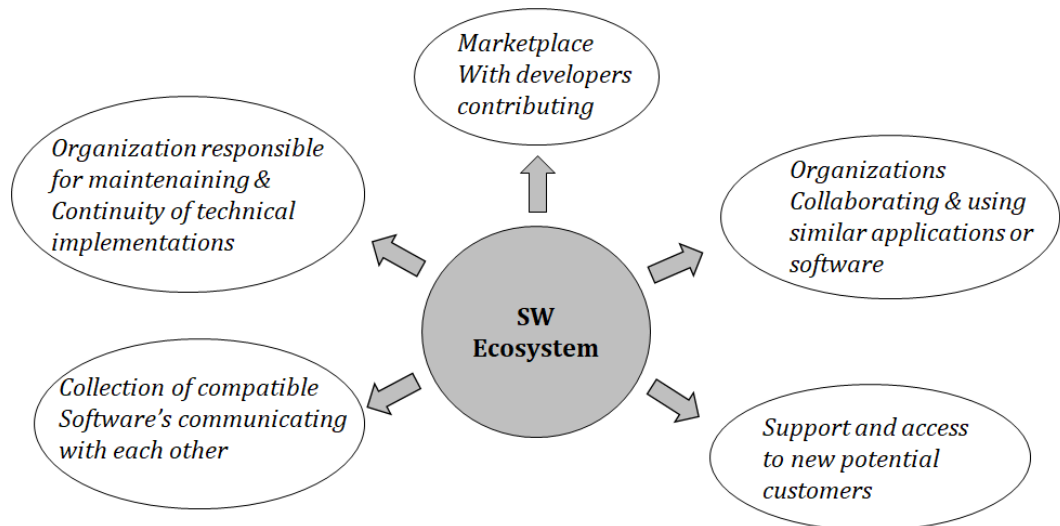 Marketplace
With developers
contributing
Organization responsible
for maintenaining &
Continuity of technical
implementations
Organizations
Collaborating & using
similar applications or
software
SW
Ecosystem
Collection of compatible
Software's communicating
with each other
Support and access
to new potential
customers